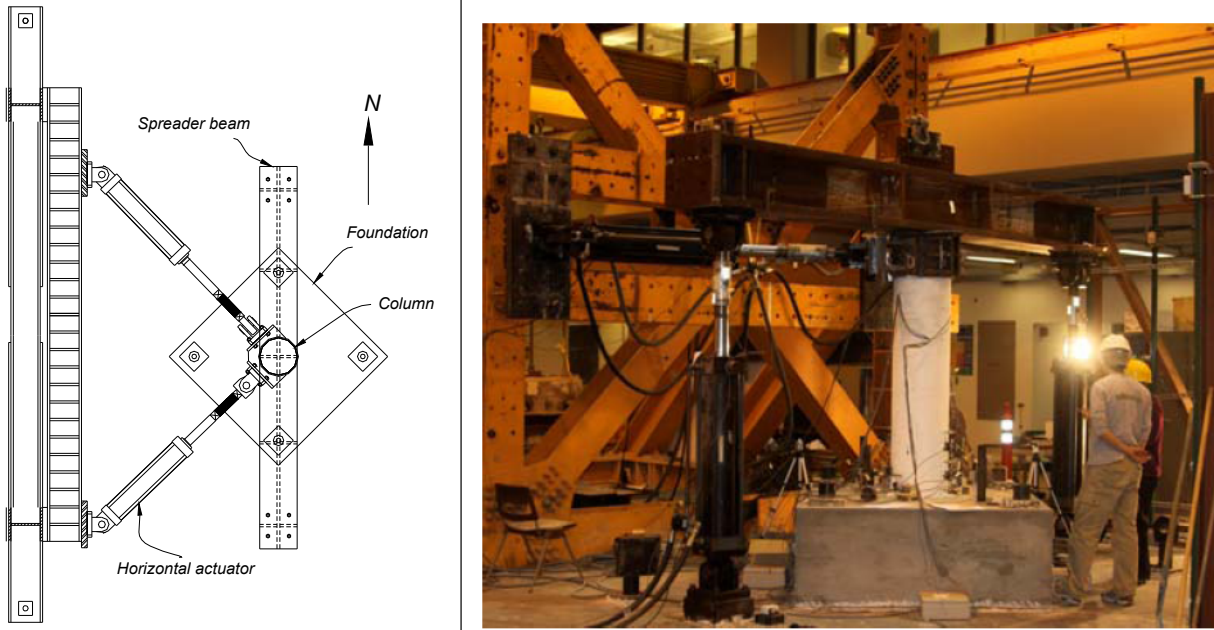 N
Spreader beam
Foundation
Column
Horizontal actuator